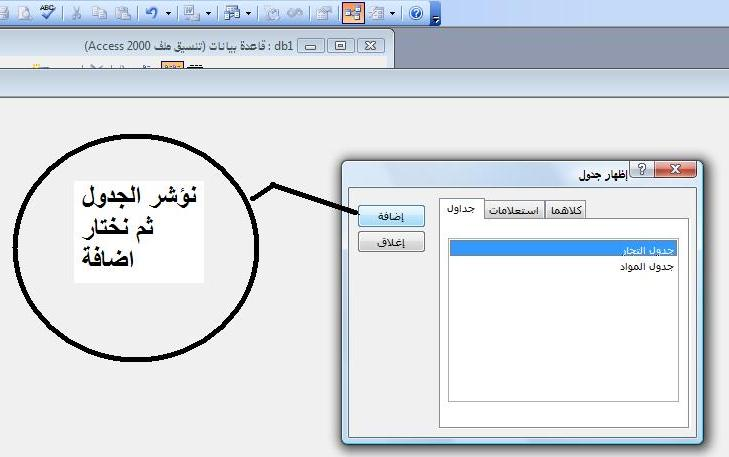 db1 : قاعدة بيانات (تنسيق ملف Access 2000)
نؤشر الجدول
ثم نختار
اضافة
إظهار جدول
جداول
استعلامات
كلاهما
إضافة
إغلاق
جدول التجار
جدول المواد